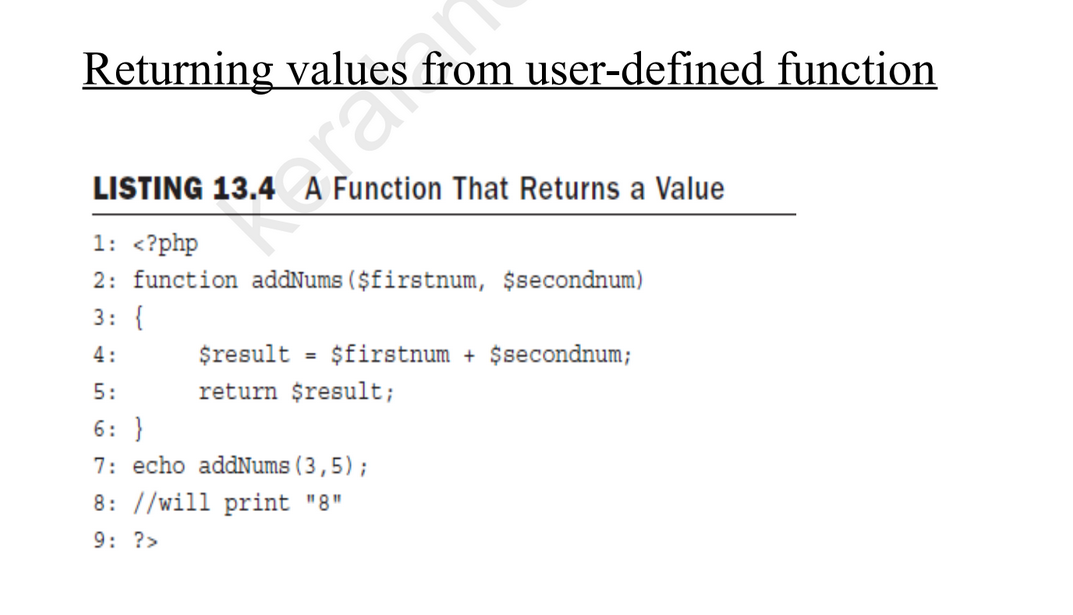 Returning values from user-defined function
LISTING 13.4 A Function That Returns a Value
1: <?php
2: function addNums($firstnum, $secondnum)
3: {
4: $result = $firstnum + $secondnum;
5: return $result;
6: }
7: echo addNums(3,5);
8: //will print "8"
9: ?>